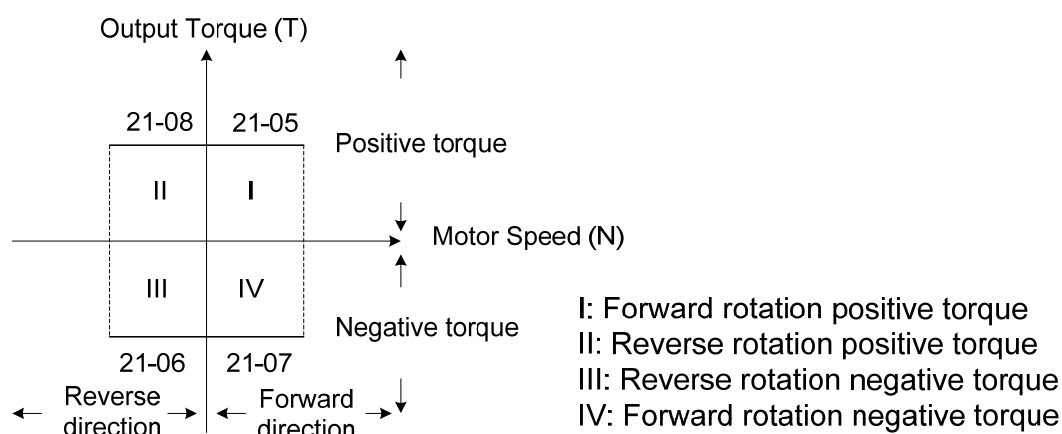 Output Torque (T)
21-08 21-05
Positive torque
II I
Motor Speed (N)
III IV
Negative torque
21-06 21-07
Reverse direction
Forward direction
I: Forward rotation positive torque
II: Reverse rotation positive torque
III: Reverse rotation negative torque
IV: Forward rotation negative torque